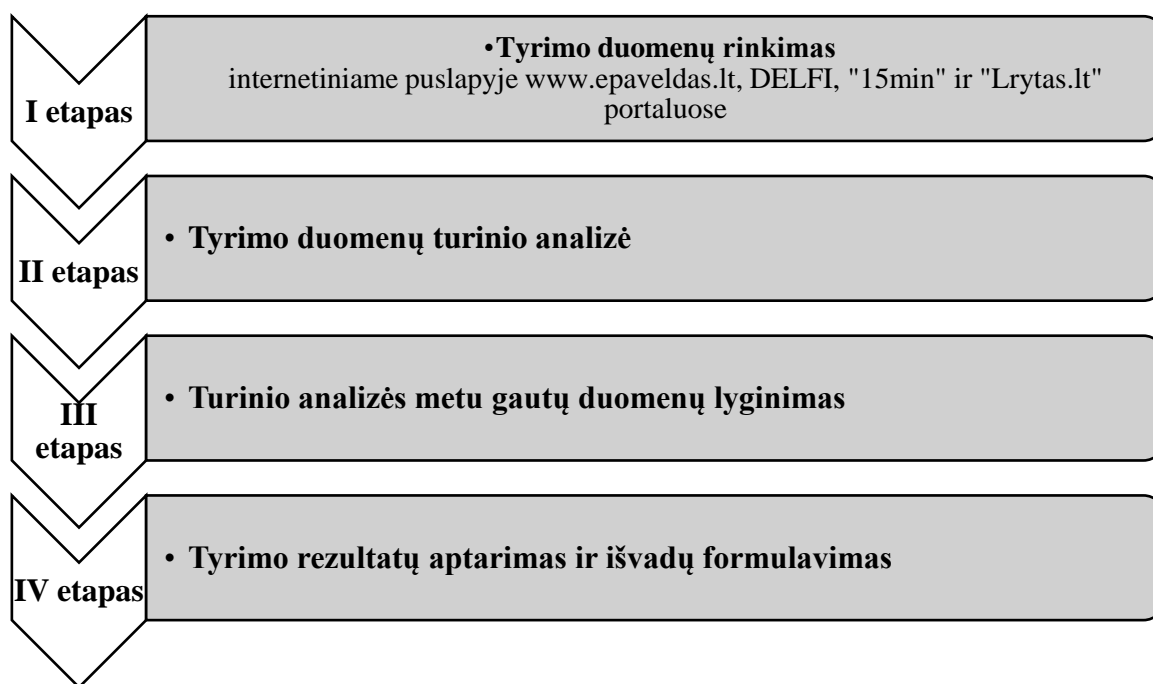 •Tyrimo duomenų rinkimas
internetiniame puslapyje www.epaveldas.lt, DELFI, "15min" ir "Lrytas.lt"
portaluose
I etapas
• Tyrimo duomenų turinio analizė
II etapas
• Turinio analizės metu gautų duomenų lyginimas
III
etapas
• Tyrimo rezultatų aptarimas ir išvadų formulavimas
IV etapas